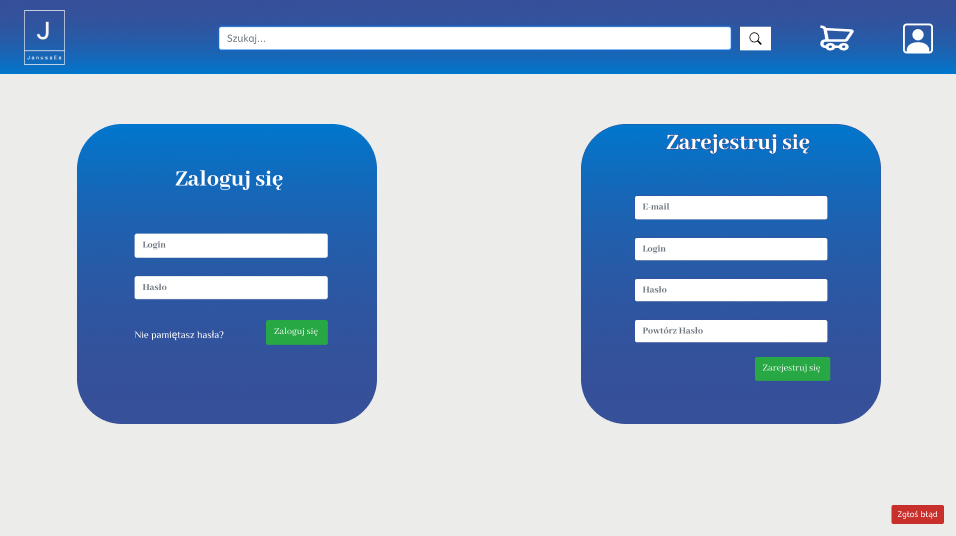 J
Szukaj...
Zaloguj się
Login
Hasło
Nie pamiętasz hasła?
Zaloguj się
Zarejestruj się
E-mail
Login
Hasło
Powtórz Hasło
Zarejestruj się
Zgłoś błąd